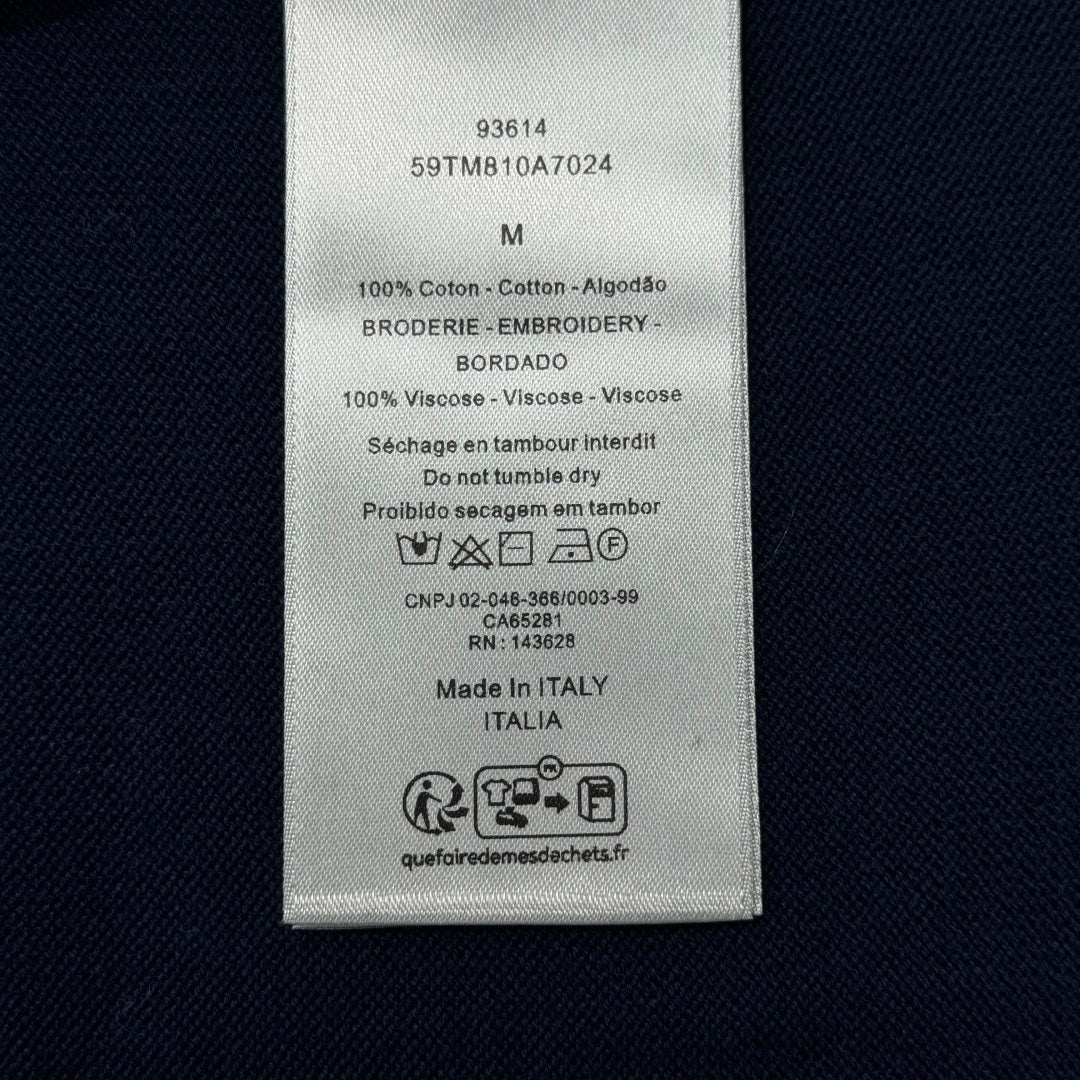 93614
59TM810A7024
M
100% Coton - Cotton - Algodão
BRODERIE - EMBROIDERY -
BORDADO
100% Viscose - Viscose - Viscose
Séchage en tambour interdit
Do not tumble dry
Proibido secagem em tambor
F
CNPJ 02-046-366/0003-99
CA65281
RN : 143628
Made In ITALY
ITALIA
FR
quefairedemesdechets.fr